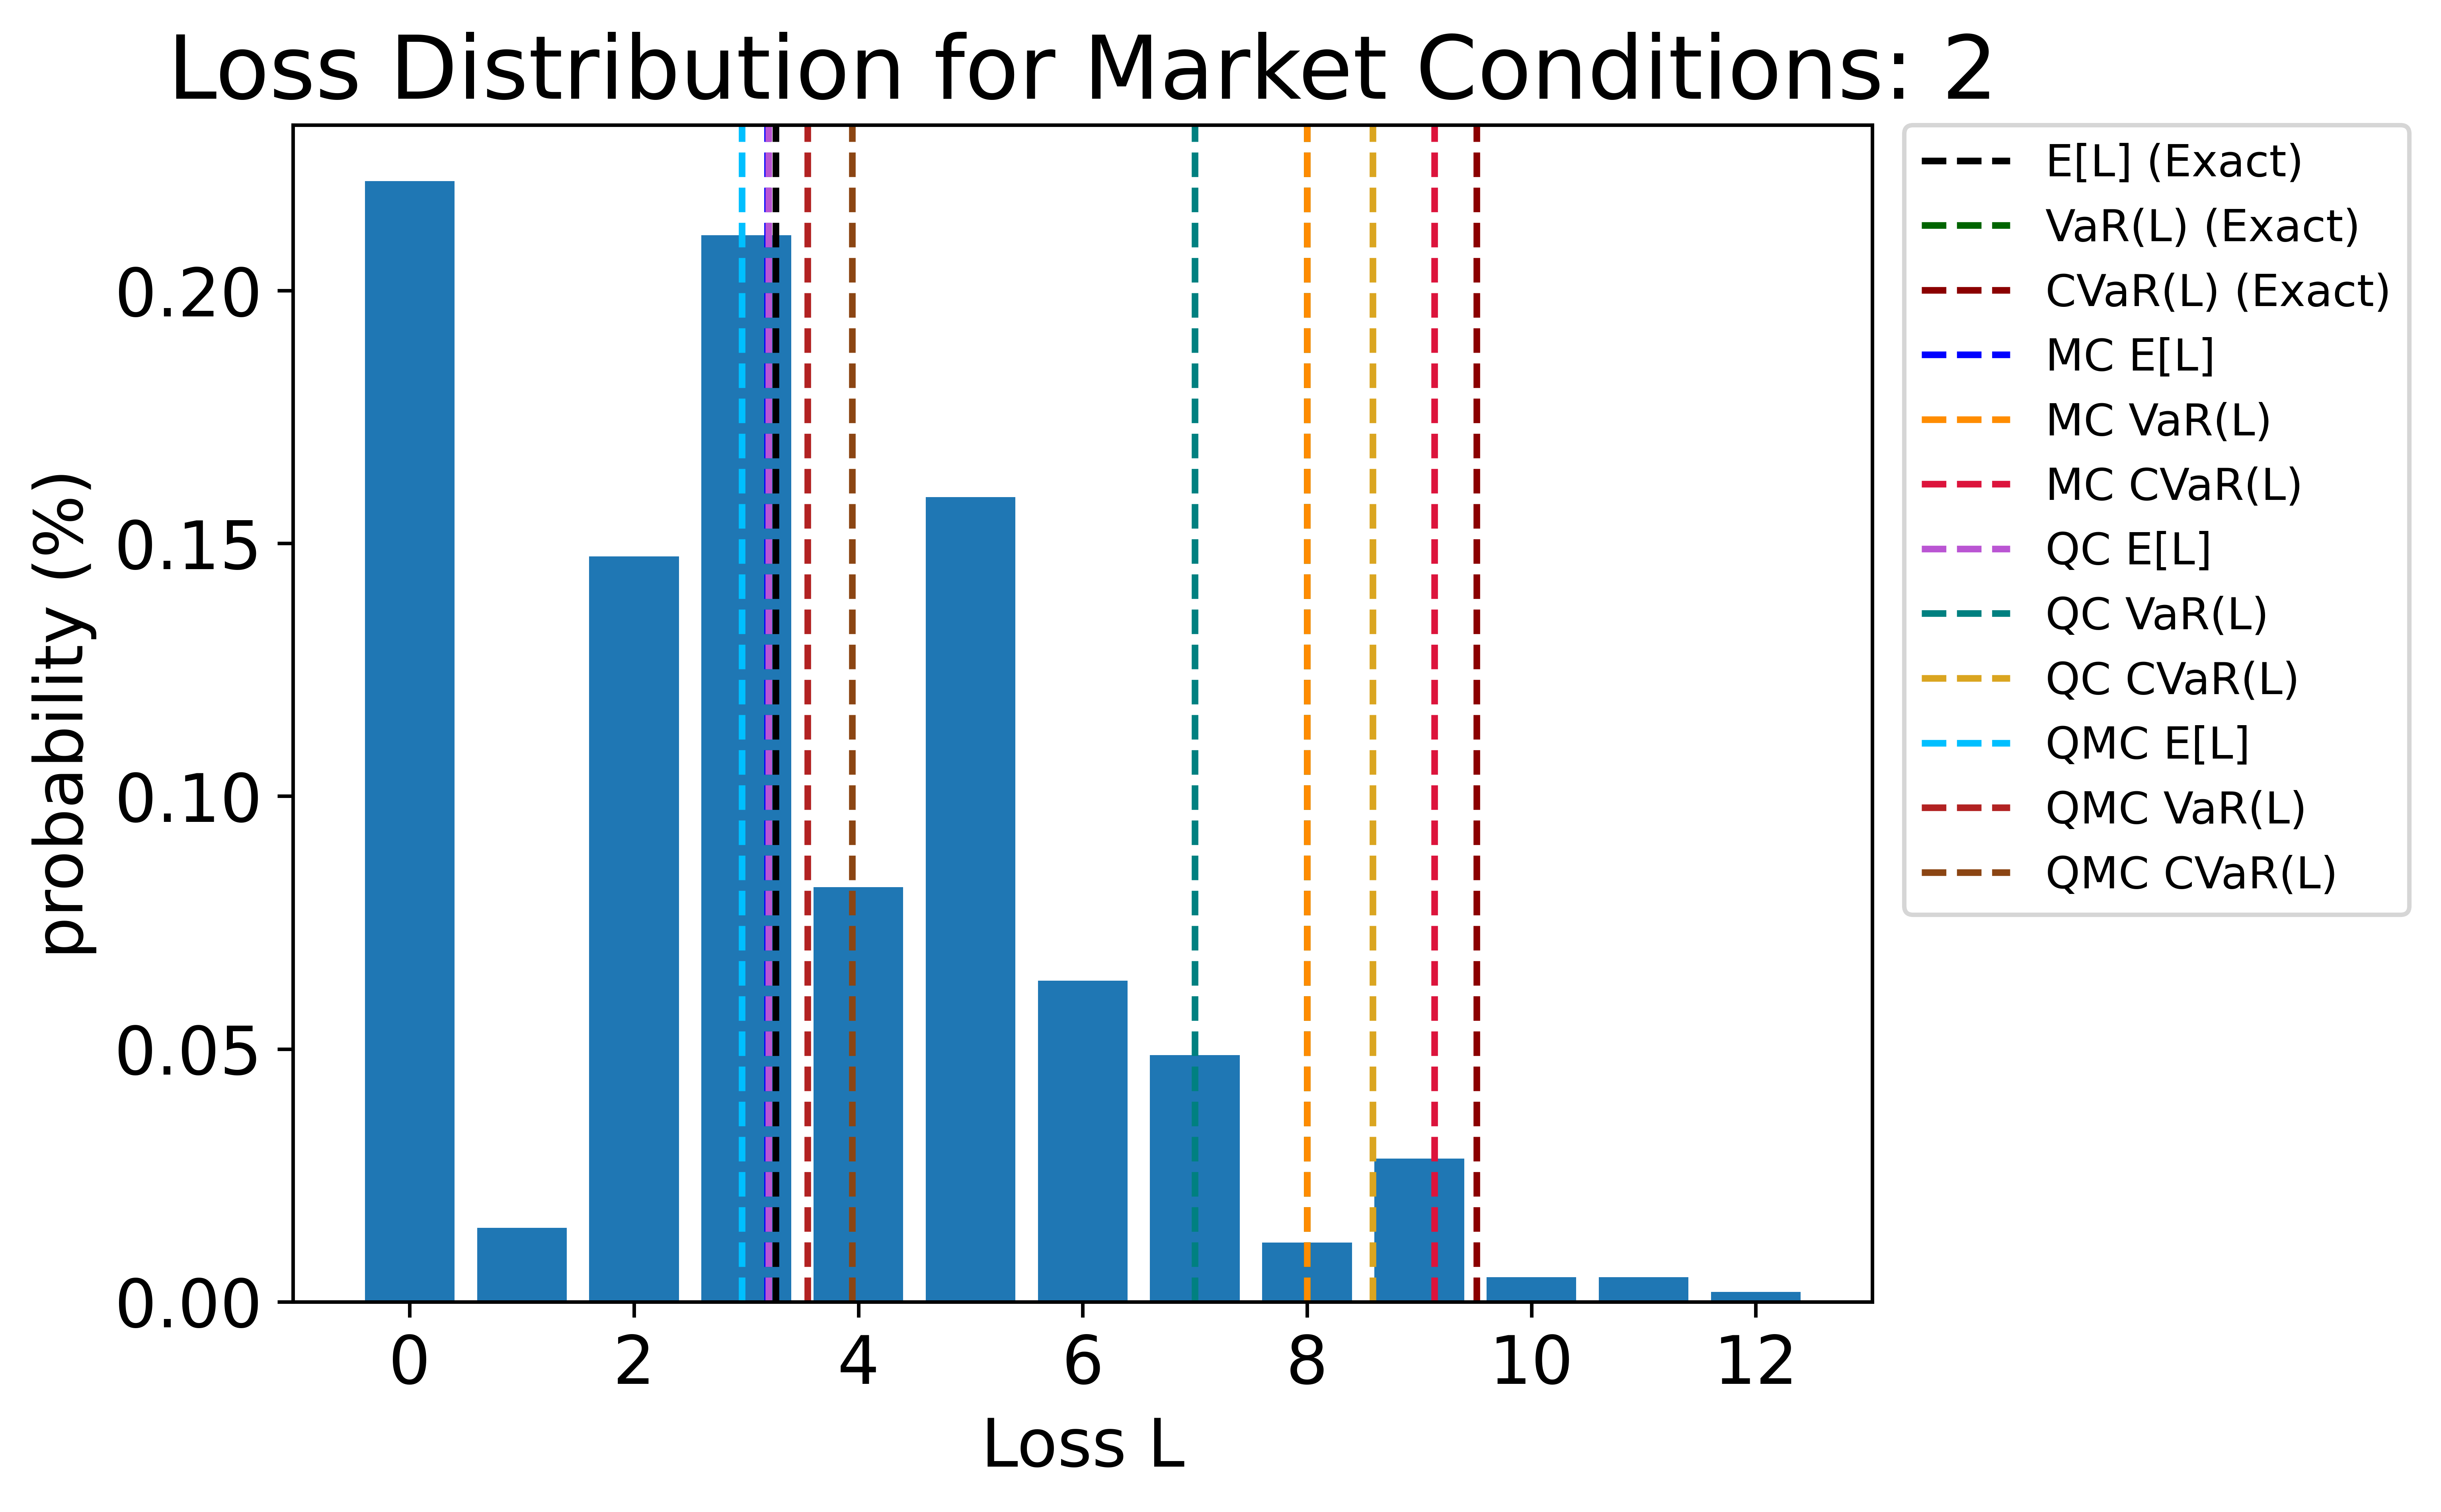 Loss Distribution for Market Conditions: 2
probability (%)
0.20
0.15
0.10
0.05
0.00
0 2 4 6 8 10 12
Loss L
E[L] (Exact)
VaR(L) (Exact)
CVaR(L) (Exact)
MC E[L]
MC VaR(L)
MC CVaR(L)
QC E[L]
QC VaR(L)
QC CVaR(L)
QMC E[L]
QMC VaR(L)
QMC CVaR(L)